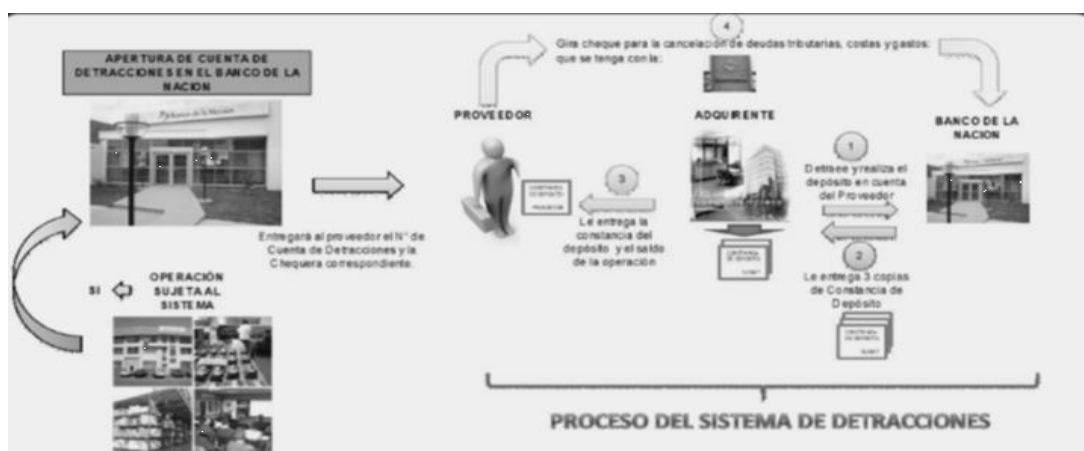 APERTURA DE CUENTA DE
DETRACCIONES EN EL BANCO DE LA
NACION
Entregará al proveedor el N° de
Cuenta de Detracciones y la
Chequera correspondiente.
SI
OPERACIÓN
SUJETA AL
SISTEMA
4
Gira cheque para la cancelación de deudas tributarias, costas y gastos:
que se tenga con la:
PROVEEDOR
ADQUIRENTE
BANCO DE LA
NACION
1
Detrae y realiza el
depósito en cuenta
del Proveedor
3
Le entrega la
constancia del
depósito y el saldo
de la operación
2
Le entrega 3 copias
de Constancia de
Depósito
PROCESO DEL SISTEMA DE DETRACCIONES